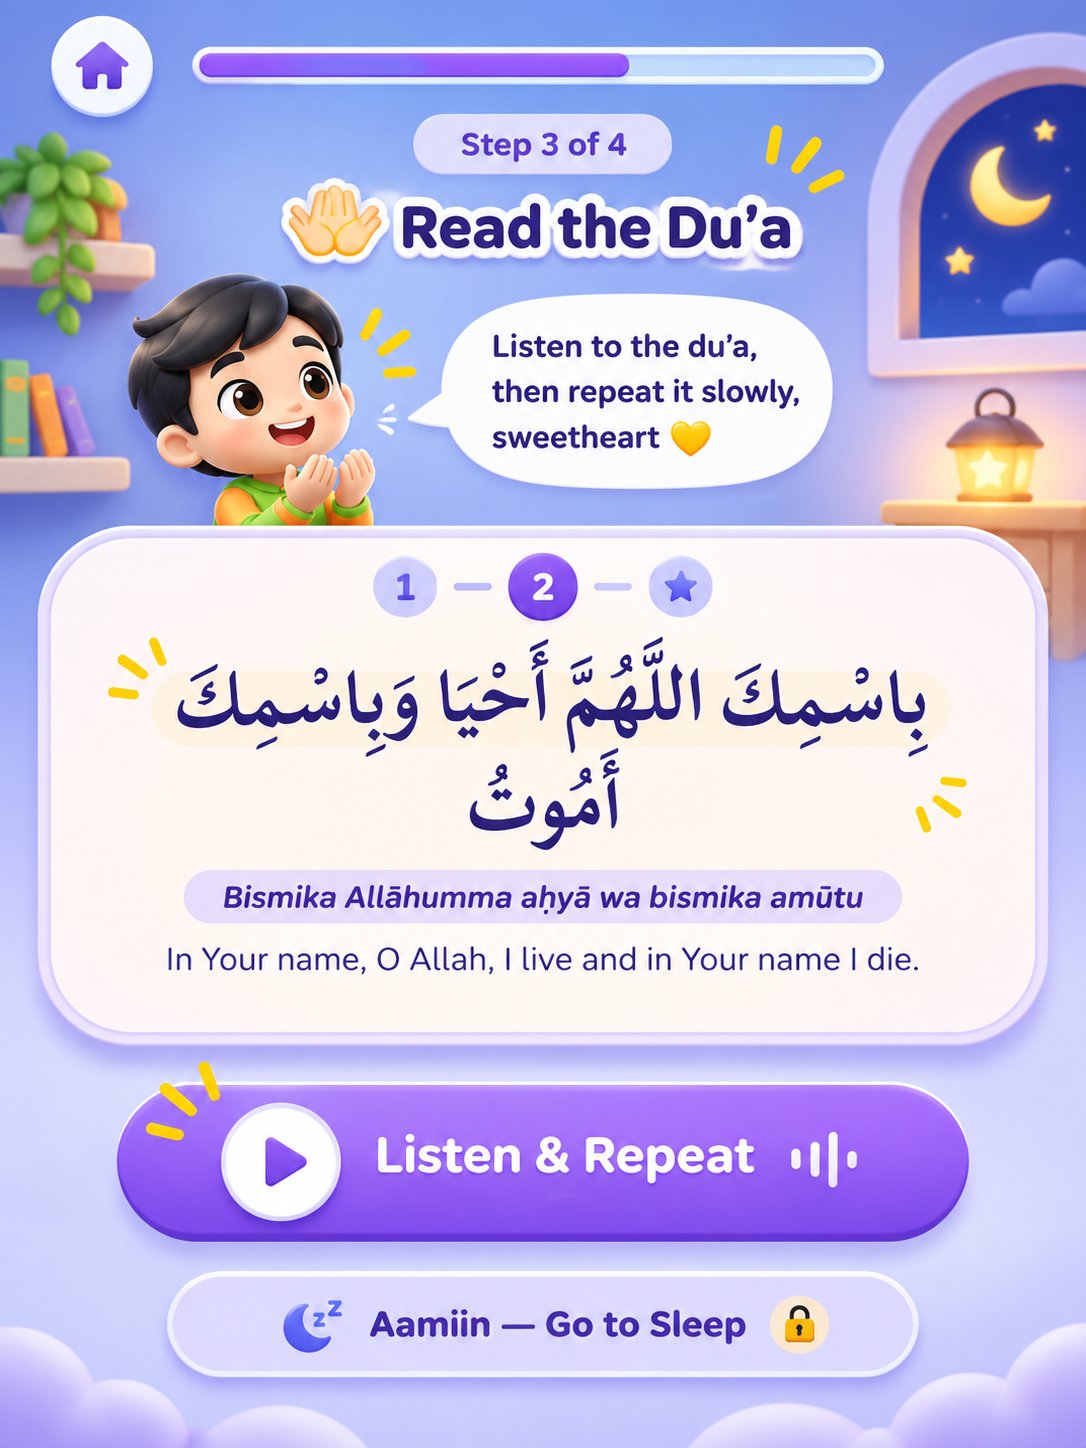 Step 3 of 4
Read the Du’a
Listen to the du’a,
then repeat it slowly,
sweetheart 💛
1
2
بِاسْمِكَ اللَّهُمَّ أَحْيَا وَبِاسْمِكَ
أَمُوتُ
Bismika Allāhumma aḥyā wa bismika amūtu
In Your name, O Allah, I live and in Your name I die.
Listen & Repeat
z z
Aamiin — Go to Sleep